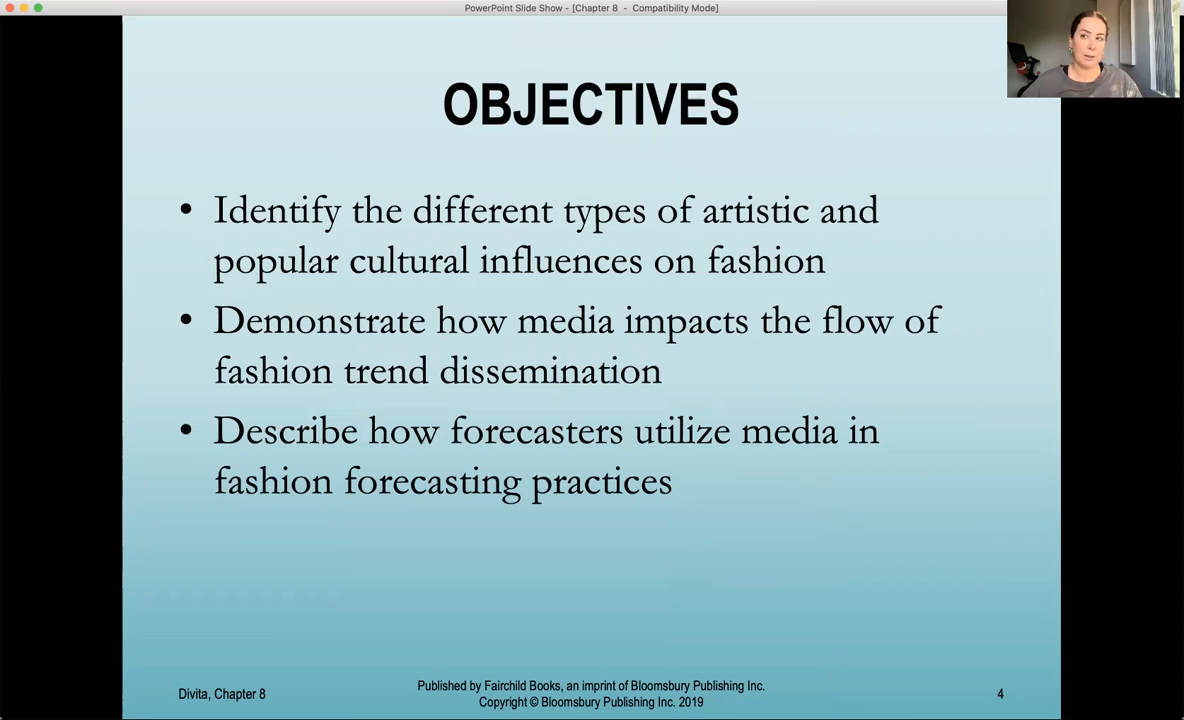 PowerPoint Slide Show - [Chapter 8 - Compatibility Mode]
OBJECTIVES
• Identify the different types of artistic and
popular cultural influences on fashion
• Demonstrate how media impacts the flow of
fashion trend dissemination
• Describe how forecasters utilize media in
fashion forecasting practices
Divita, Chapter 8
Published by Fairchild Books, an imprint of Bloomsbury Publishing Inc.
Copyright © Bloomsbury Publishing Inc. 2019
4